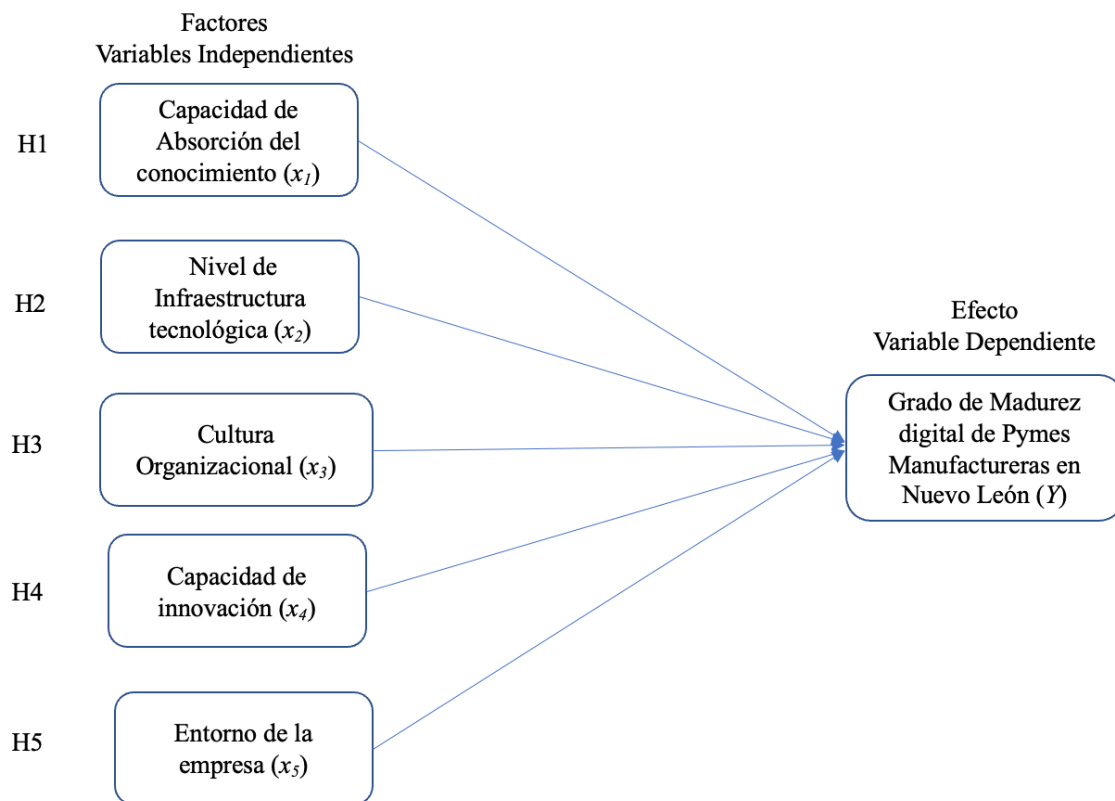 Factores
Variables Independientes
H1
Capacidad de
Absorción del
conocimiento (x1)
H2
Nivel de
Infraestructura
tecnológica (x2)
H3
Cultura
Organizacional (x3)
H4
Capacidad de
innovación (x4)
H5
Entorno de la
empresa (x5)
Efecto
Variable Dependiente
Grado de Madurez
digital de Pymes
Manufactureras en
Nuevo León (Y)